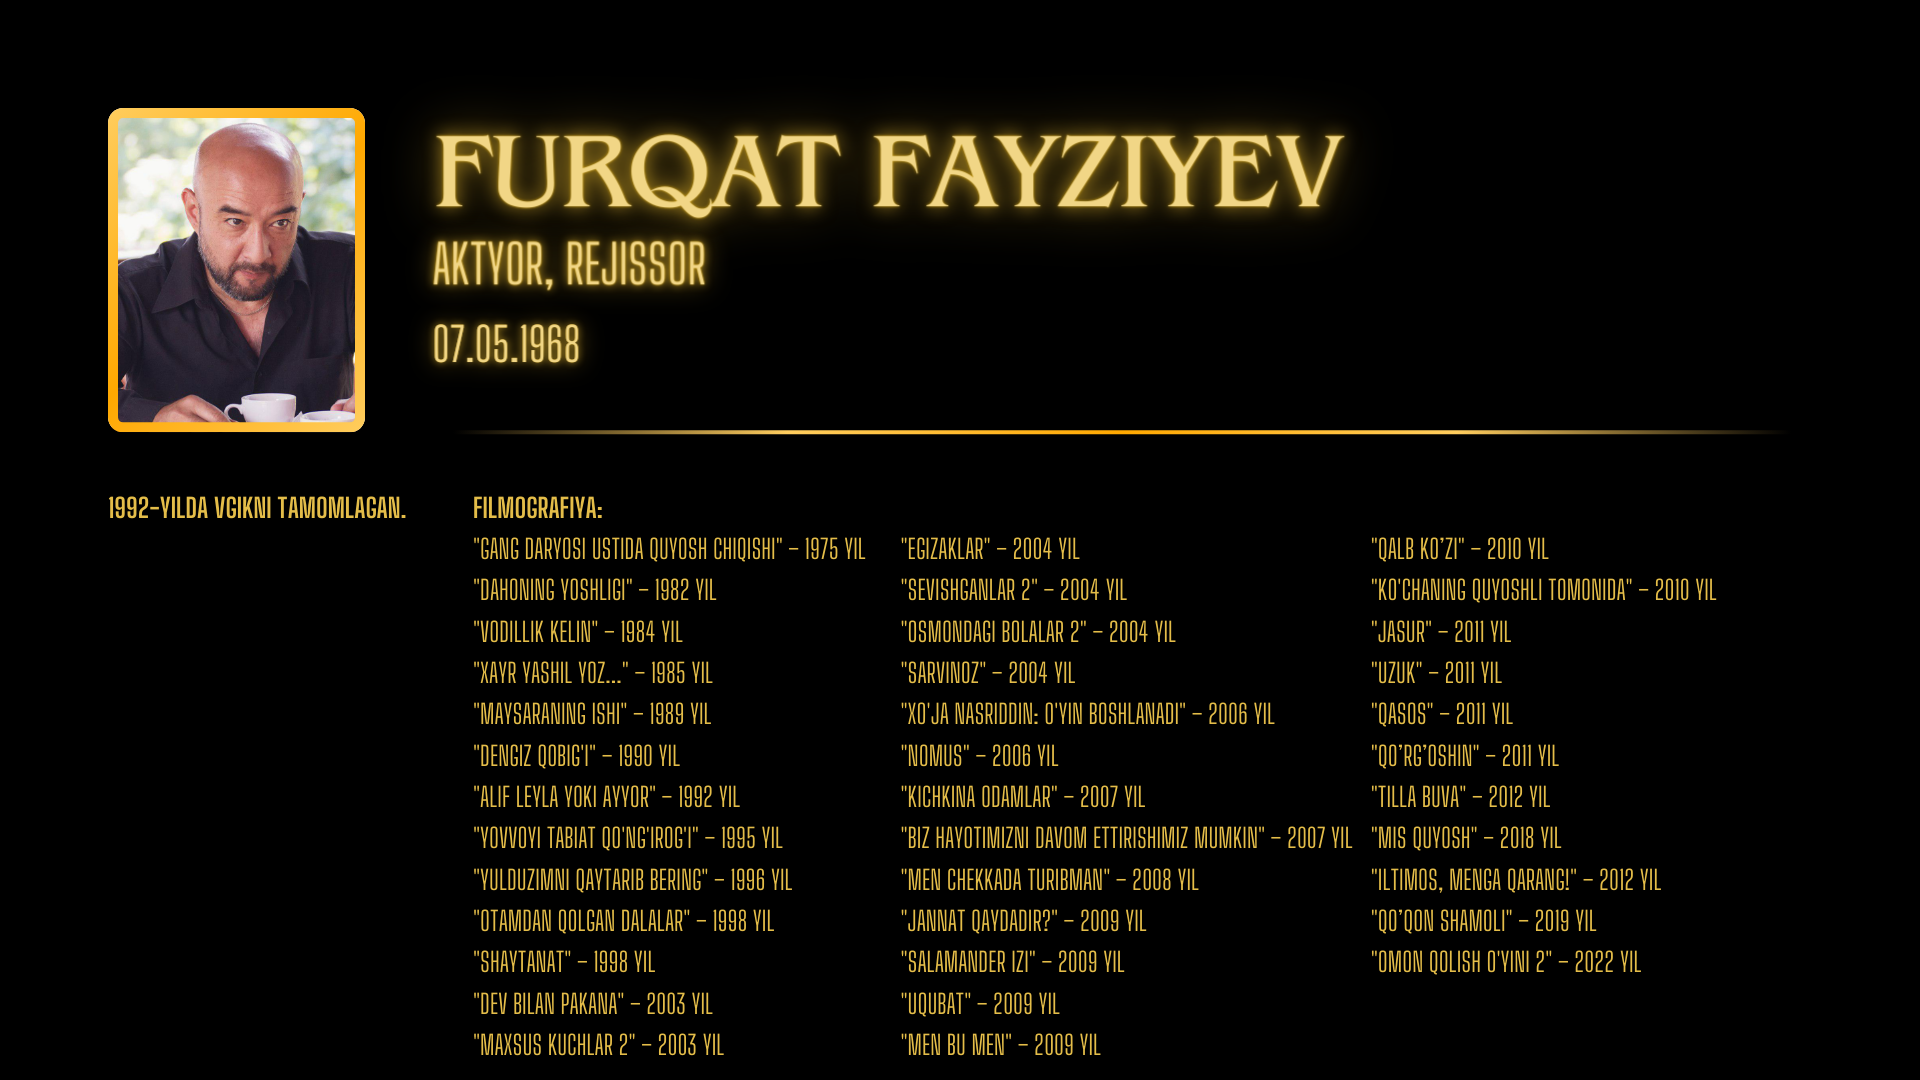 FURQAT FAYZIYEV
AKTYOR, REJISSOR
07.05.1968
1992-YILDA VGIKNI TAMOMLAGAN.
FILMOGRAFIYA:
"GANG DARYOSI USTIDA QUYOSH CHIQISHI" – 1975 YIL
"DAHONING YOSHLIGI" – 1982 YIL
"VODILLIK KELIN" – 1984 YIL
"XAYR YASHIL YOZ..." – 1985 YIL
"MAYSARANING ISHI" – 1989 YIL
"DENGIZ QOBIG'I" – 1990 YIL
"ALIF LEYLA YOKI AYYOR" – 1992 YIL
"YOVVOYI TABIAT QO'NG'IROG'I" – 1995 YIL
"YULDUZIMNI QAYTARIB BERING" – 1996 YIL
"OTAMDAN QOLGAN DALALAR" – 1998 YIL
"SHAYTANAT" – 1998 YIL
"DEV BILAN PAKANA" – 2003 YIL
"MAXSUS KUCHLAR 2" – 2003 YIL
"EGIZAKLAR" – 2004 YIL
"SEVISHGANLAR 2" – 2004 YIL
"OSMONDAGI BOLALAR 2" – 2004 YIL
"SARVINOZ" – 2004 YIL
"XO'JA NASRIDDIN: O'YIN BOSHLANADI" – 2006 YIL
"NOMUS" – 2006 YIL
"KICHKINA ODAMLAR" – 2007 YIL
"BIZ HAYOTIMIZNI DAVOM ETTIRISHIMIZ MUMKIN" – 2007 YIL
"MEN CHEKKADA TURIBMAN" – 2008 YIL
"JANNAT QAYDADIR?" – 2009 YIL
"SALAMANDER IZI" – 2009 YIL
"UQUBAT" – 2009 YIL
"MEN BU MEN" – 2009 YIL
"QALB KO’ZI" – 2010 YIL
"KO'CHANING QUYOSHLI TOMONIDA" – 2010 YIL
"JASUR" – 2011 YIL
"UZUK" – 2011 YIL
"QASOS" – 2011 YIL
"QO’RG’OSHIN" – 2011 YIL
"TILLA BUVA" – 2012 YIL
"MIS QUYOSH" – 2018 YIL
"ILTIMOS, MENGA QARANG!" – 2012 YIL
"QO’QON SHAMOLI" – 2019 YIL
"OMON QOLISH O'YINI 2" – 2022 YIL